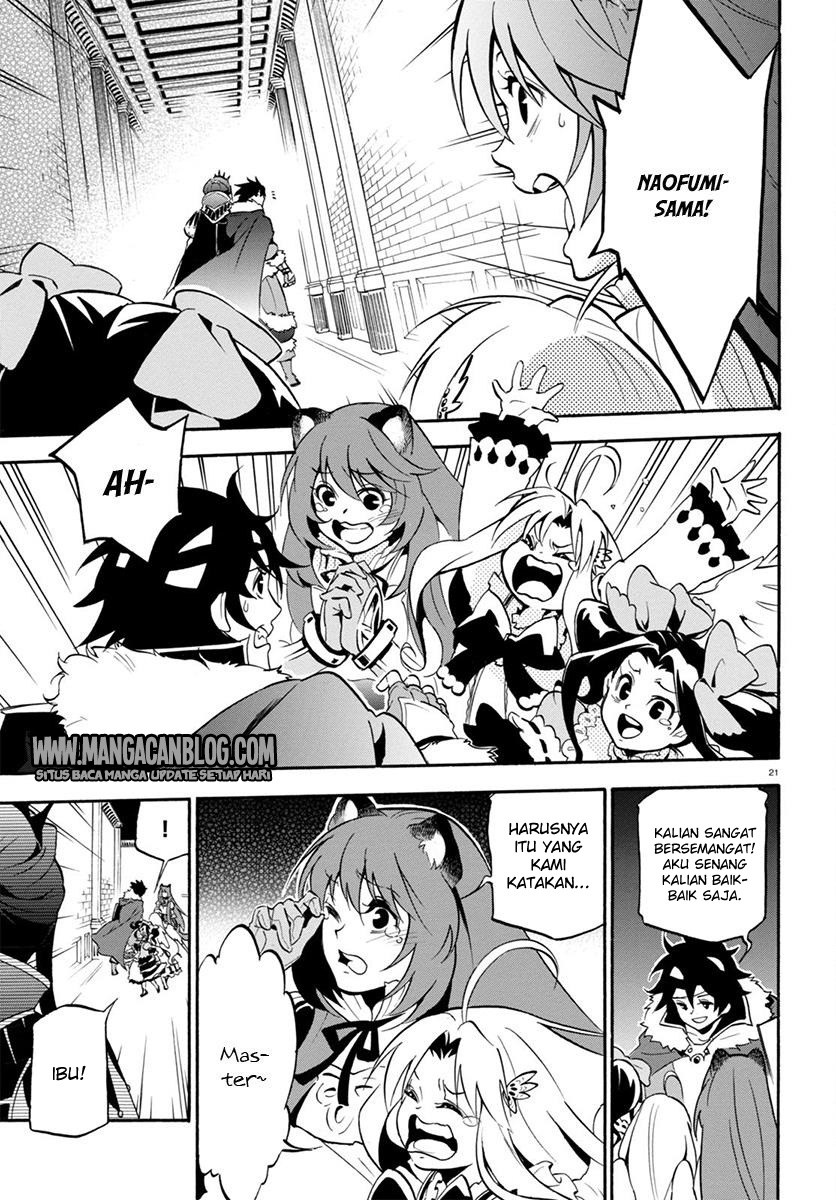 NAOFUMI-
SAMA!
AH-
WWW.MANGACANBLOG.COM
SITUS BACA MANGA UPDATE SETIAP HARI
21
KALIAN SANGAT
BERSEMANGAT!
AKU SENANG
KALIAN BAIK-
BAIK SAJA.
HARUSNYA
ITU YANG
KAMI
KATAKAN...
Mas-
ter~
!
IBU!